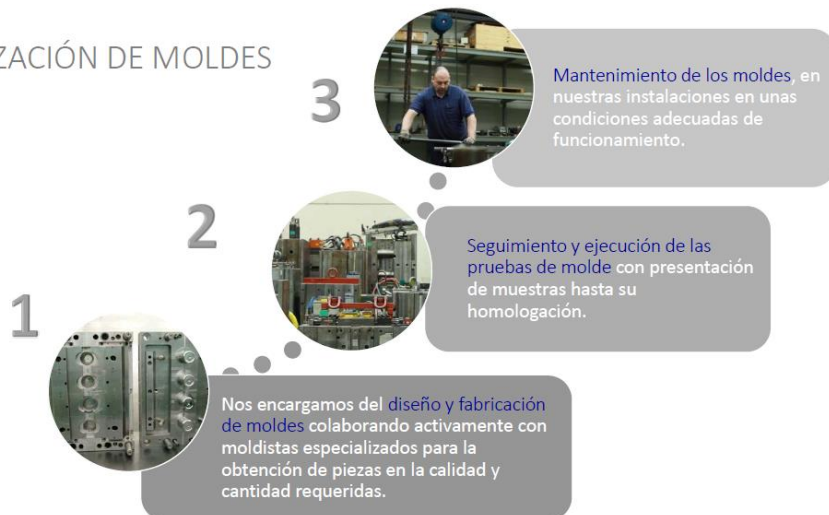 ZACIÓN DE MOLDES
3
Mantenimiento de los moldes, en
nuestras instalaciones en unas
condiciones adecuadas de
funcionamiento.
2
Seguimiento y ejecución de las
pruebas de molde con presentación
de muestras hasta su
homologación.
1
Nos encargamos del diseño y fabricación
de moldes colaborando activamente con
moldistas especializados para la
obtención de piezas en la calidad y
cantidad requeridas.